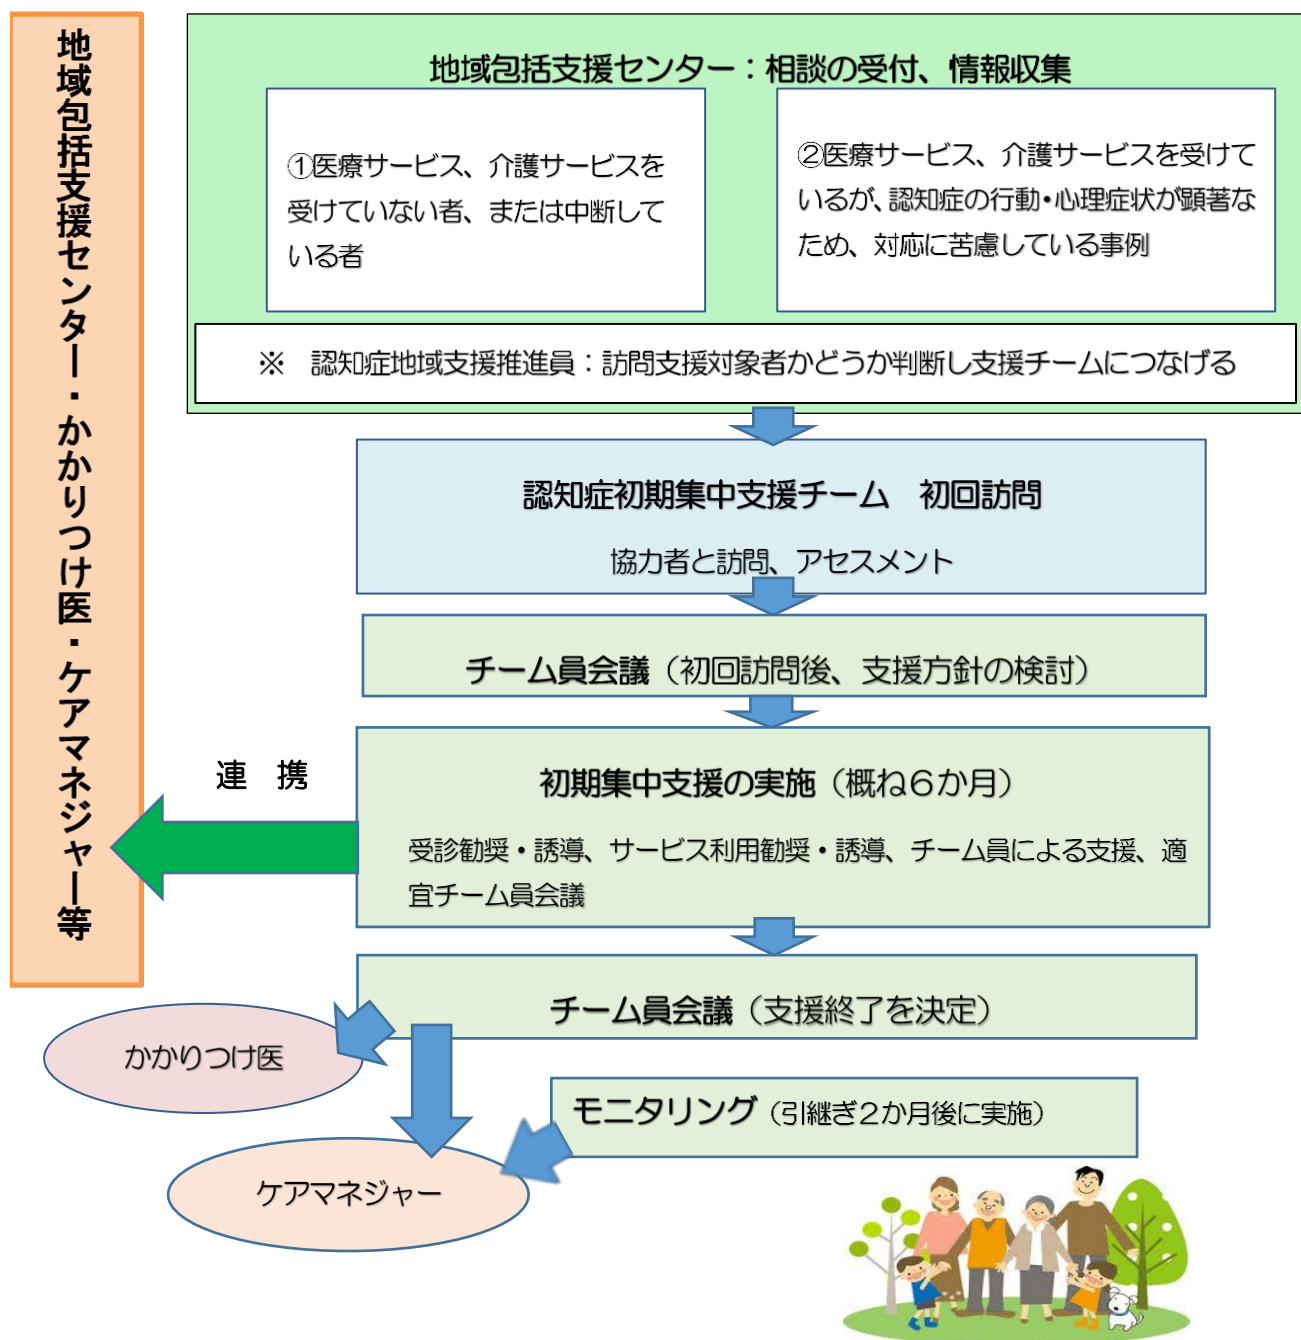 地域包括支援センター・かかりつけ医・ケアマネジャー等
地域包括支援センター：相談の受付、情報収集
①医療サービス、介護サービスを
受けていない者、または中断して
いる者
②医療サービス、介護サービスを受けて
いるが、認知症の行動・心理症状が顕著な
ため、対応に苦慮している事例
※　認知症地域支援推進員：訪問支援対象者かどうか判断し支援チームにつなげる
認知症初期集中支援チーム　初回訪問
協力者と訪問、アセスメント
チーム員会議（初回訪問後、支援方針の検討）
連　携
初期集中支援の実施（概ね６か月）
受診勧奨・誘導、サービス利用勧奨・誘導、チーム員による支援、適
宜チーム員会議
チーム員会議（支援終了を決定）
かかりつけ医
モニタリング（引継ぎ２か月後に実施）
ケアマネジャー